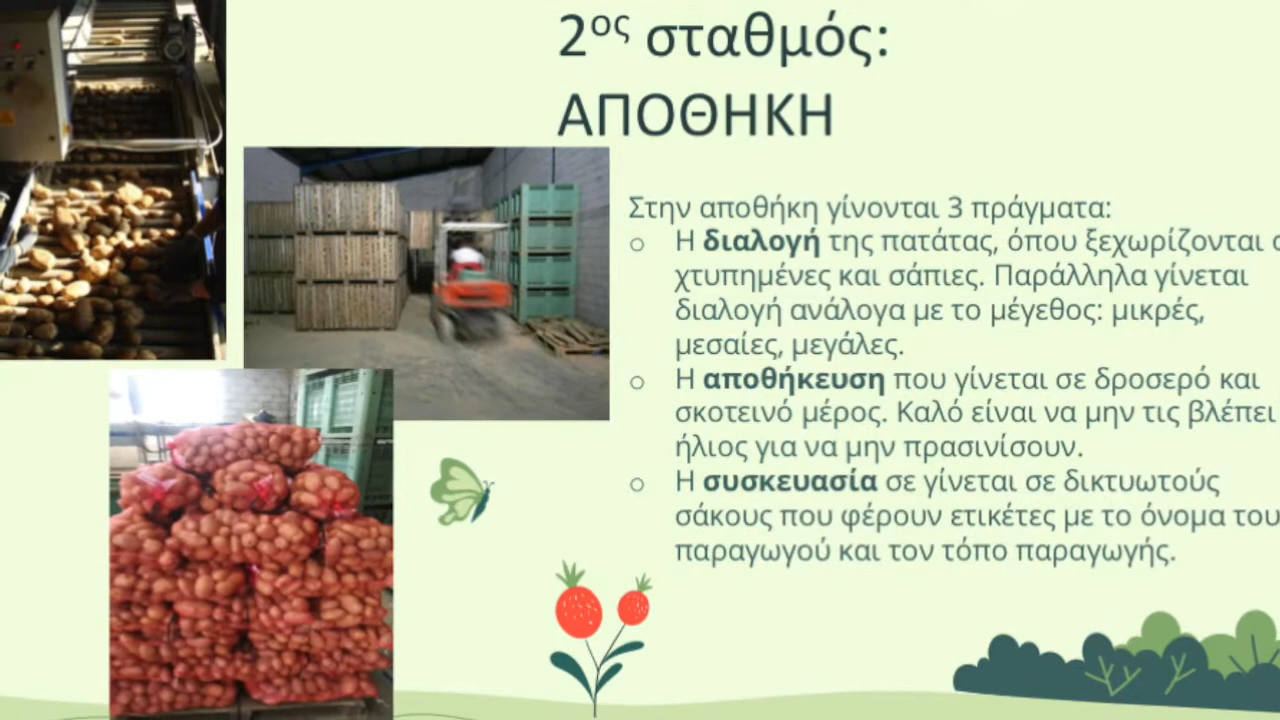 2ος σταθμός:
ΑΠΟΘΗΚΗ
Στην αποθήκη γίνονται 3 πράγματα:
○ Η διαλογή της πατάτας, όπου ξεχωρίζονται
χτυπημένες και σάπιες. Παράλληλα γίνεται
διαλογή ανάλογα με το μέγεθος: μικρές,
μεσαίες, μεγάλες.
○ Η αποθήκευση που γίνεται σε δροσερό και
σκοτεινό μέρος. Καλό είναι να μην τις βλέπει
ήλιος για να μην πρασινίσουν.
○ Η συσκευασία σε γίνεται σε δικτυωτούς
σάκους που φέρουν ετικέτες με το όνομα του
παραγωγού και τον τόπο παραγωγής.